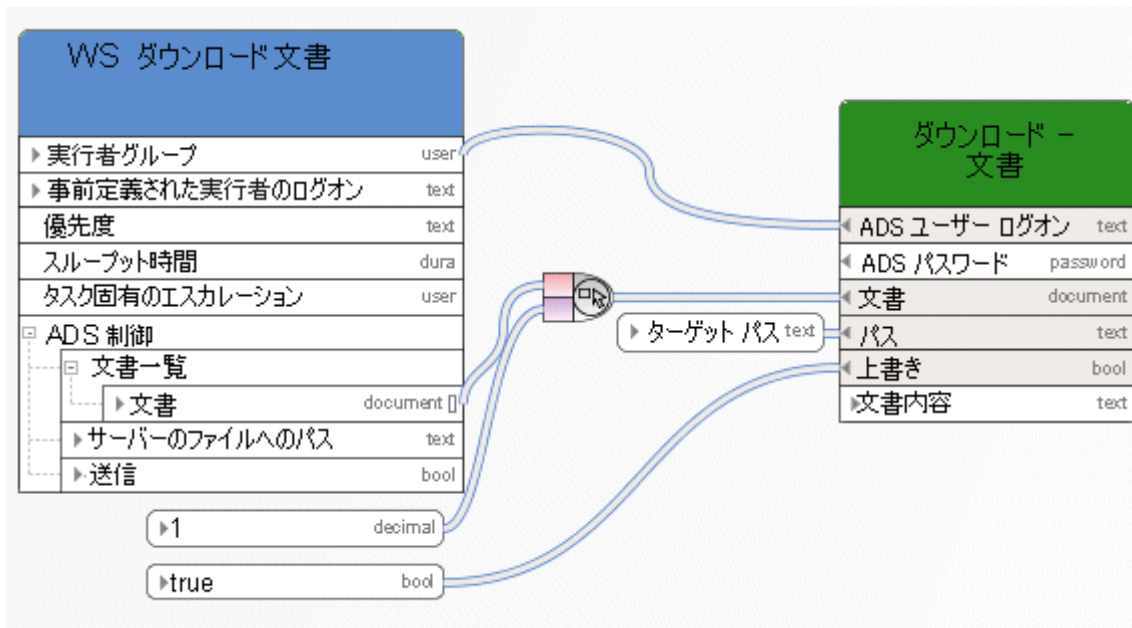 WS ダウンロード文書
実行者グループ user
事前定義された実行者のログオン text
優先度 text
スループット時間 dura
タスク固有のエスカレーション user
ADS 制御
文書一覧
文書 document []
サーバーのファイルへのパス text
送信 bool
1 decimal
true bool
ターゲット パス text
ダウンロード -
文書
ADS ユーザー ログオン text
ADS パスワード password
文書 document
パス text
上書き bool
文書内容 text